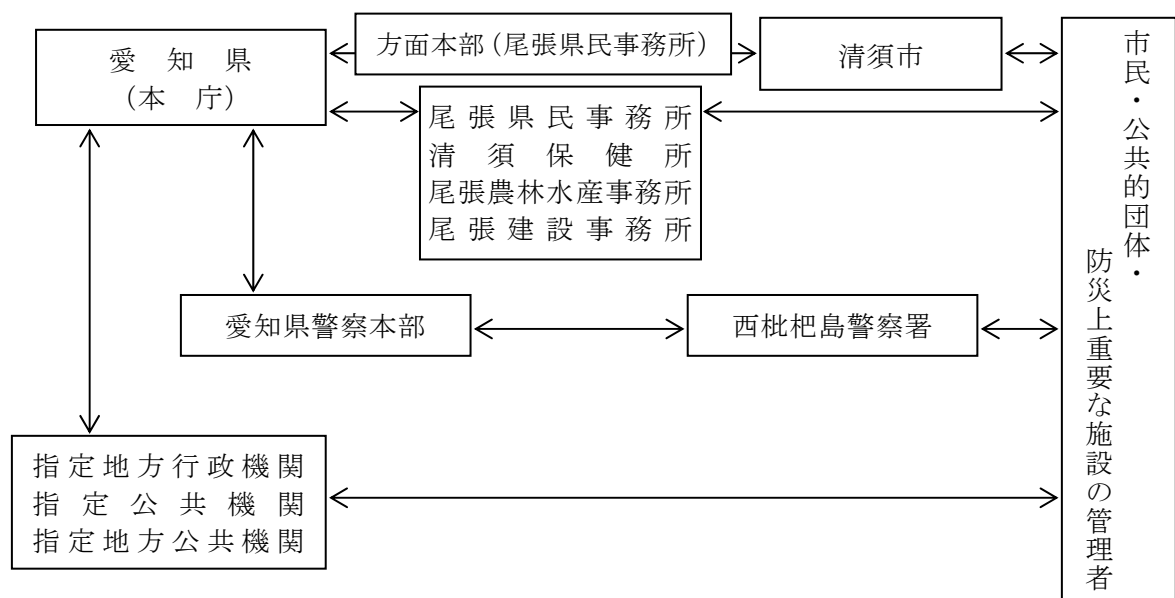 方面本部（尾張県民事務所）
愛知県
（本庁）
清須市
尾張県民事務所
清須保健所
尾張農林水産事務所
尾張建設事務所
愛知県警察本部
西枇杷島警察署
指定地方行政機関
指定公共機関
指定地方公共機関
市民・公共的団体・
防災上重要な施設の管理者